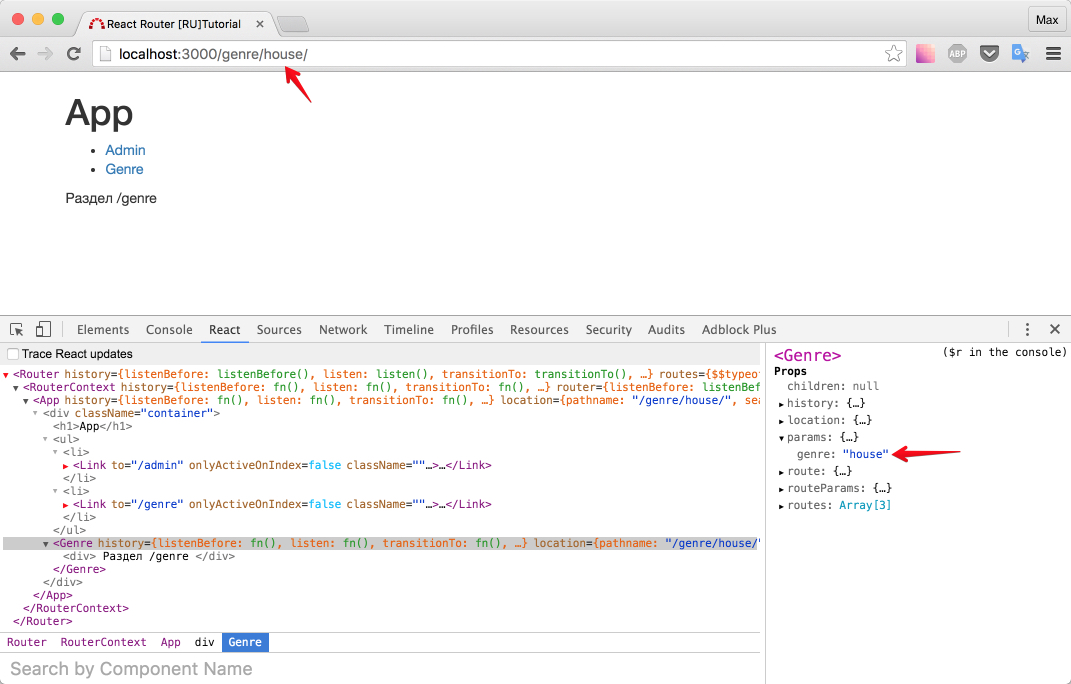 React Router [RU]Tutorial
Max
localhost:3000/genre/house/
ABP
App
Admin
Genre
Раздел /genre
Elements Console React Sources Network Timeline Profiles Resources Security Audits Adblock Plus
Trace React updates
<Router history={listenBefore: listenBefore(), listen: listen(), transitionTo: transitionTo(), …} routes={$$typeof
<RouterContext history={listenBefore: fn(), listen: fn(), transitionTo: fn(), …} router={listenBefore: listenBef
<App history={listenBefore: fn(), listen: fn(), transitionTo: fn(), …} location={pathname: "/genre/house/", sea
<div className="container">
<h1>App</h1>
<ul>
<li>
<Link to="/admin" onlyActiveOnIndex=false className=""…>…</Link>
</li>
<li>
<Link to="/genre" onlyActiveOnIndex=false className=""…>…</Link>
</li>
</ul>
<Genre history={listenBefore: fn(), listen: fn(), transitionTo: fn(), …} location={pathname: "/genre/house/"
<div> Раздел /genre </div>
</Genre>
</div>
</App>
</RouterContext>
</Router>
Router RouterContext App div Genre
Search by Component Name
<Genre> ($r in the console)
Props
children: null
history: {…}
location: {…}
params: {…}
genre: "house"
route: {…}
routeParams: {…}
routes: Array[3]